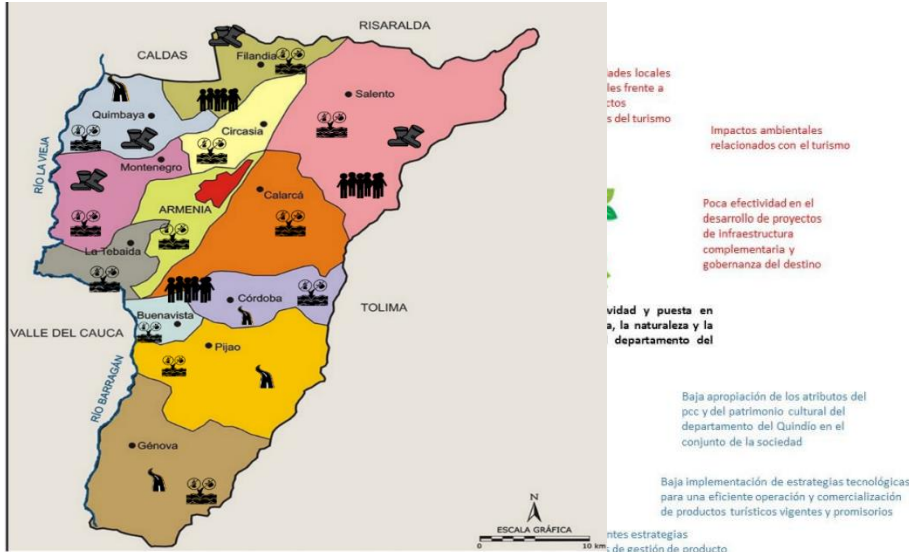 RISARALDA
CALDAS
Filandia
Salento
Quimbaya
Circasia
Montenegro
RÍO LA VIEJA
Calarcá
ARMENIA
La Tebaida
Córdoba
Buenavista
TOLIMA
VALLE DEL CAUCA
Pijao
RÍO BARRAGÁN
Génova
N
ESCALA GRÁFICA
0 10 km
ades locales
les frente a
ctos
s del turismo
Impactos ambientales
relacionados con el turismo
Poca efectividad en el
desarrollo de proyectos
de infraestructura
complementaria y
gobernanza del destino
vidad y puesta en
a, la naturaleza y la
l departamento del
Baja apropiación de los atributos del
pcc y del patrimonio cultural del
departamento del Quindío en el
conjunto de la sociedad
Baja implementación de estrategias tecnológicas
para una eficiente operación y comercialización
de productos turísticos vigentes y promisorios
ntes estrategias
s de gestión de producto